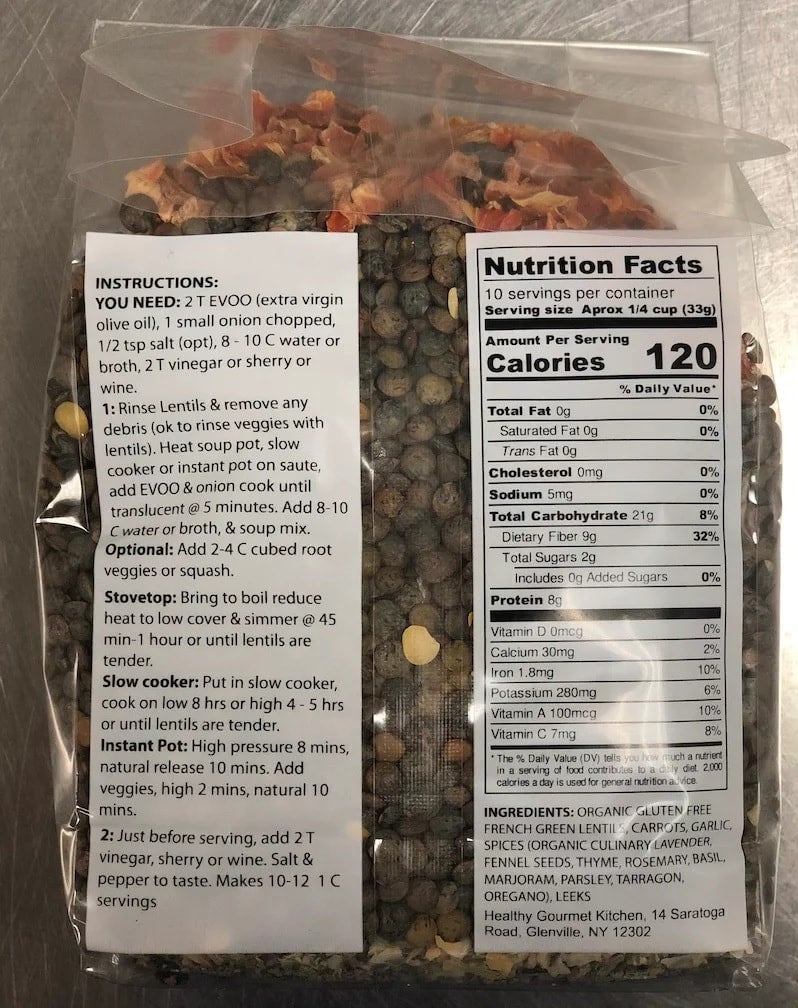 INSTRUCTIONS:
YOU NEED: 2 T EVOO (extra virgin
olive oil), 1 small onion chopped,
1/2 tsp salt (opt), 8 - 10 C water or
broth, 2 T vinegar or sherry or
wine.
1: Rinse Lentils & remove any
debris (ok to rinse veggies with
lentils). Heat soup pot, slow
cooker or instant pot on saute,
add EVOO & onion cook until
translucent @ 5 minutes. Add 8-10
C water or broth, & soup mix.
Optional: Add 2-4 C cubed root
veggies or squash.
Stovetop: Bring to boil reduce
heat to low cover & simmer @ 45
min-1 hour or until lentils are
tender.
Slow cooker: Put in slow cooker,
cook on low 8 hrs or high 4 - 5 hrs
or until lentils are tender.
Instant Pot: High pressure 8 mins,
natural release 10 mins. Add
veggies, high 2 mins, natural 10
mins.
2: Just before serving, add 2 T
vinegar, sherry or wine. Salt &
pepper to taste. Makes 10-12 1 C
servings
Nutrition Facts
10 servings per container
Serving size Aprox 1/4 cup (33g)
Amount Per Serving
Calories 120
% Daily Value*
Total Fat 0g 0%
Saturated Fat 0g 0%
Trans Fat 0g
Cholesterol 0mg 0%
Sodium 5mg 0%
Total Carbohydrate 21g 8%
Dietary Fiber 9g 32%
Total Sugars 2g
Includes 0g Added Sugars 0%
Protein 8g
Vitamin D 0mcg 0%
Calcium 30mg 2%
Iron 1.8mg 10%
Potassium 280mg 6%
Vitamin A 100mcg 10%
Vitamin C 7mg 8%
* The % Daily Value (DV) tells you how much a nutrient
in a serving of food contributes to a daily diet. 2,000
calories a day is used for general nutrition advice.
INGREDIENTS: ORGANIC GLUTEN FREE
FRENCH GREEN LENTILS, CARROTS, GARLIC,
SPICES (ORGANIC CULINARY LAVENDER,
FENNEL SEEDS, THYME, ROSEMARY, BASIL,
MARJORAM, PARSLEY, TARRAGON,
OREGANO), LEEKS
Healthy Gourmet Kitchen, 14 Saratoga
Road, Glenville, NY 12302